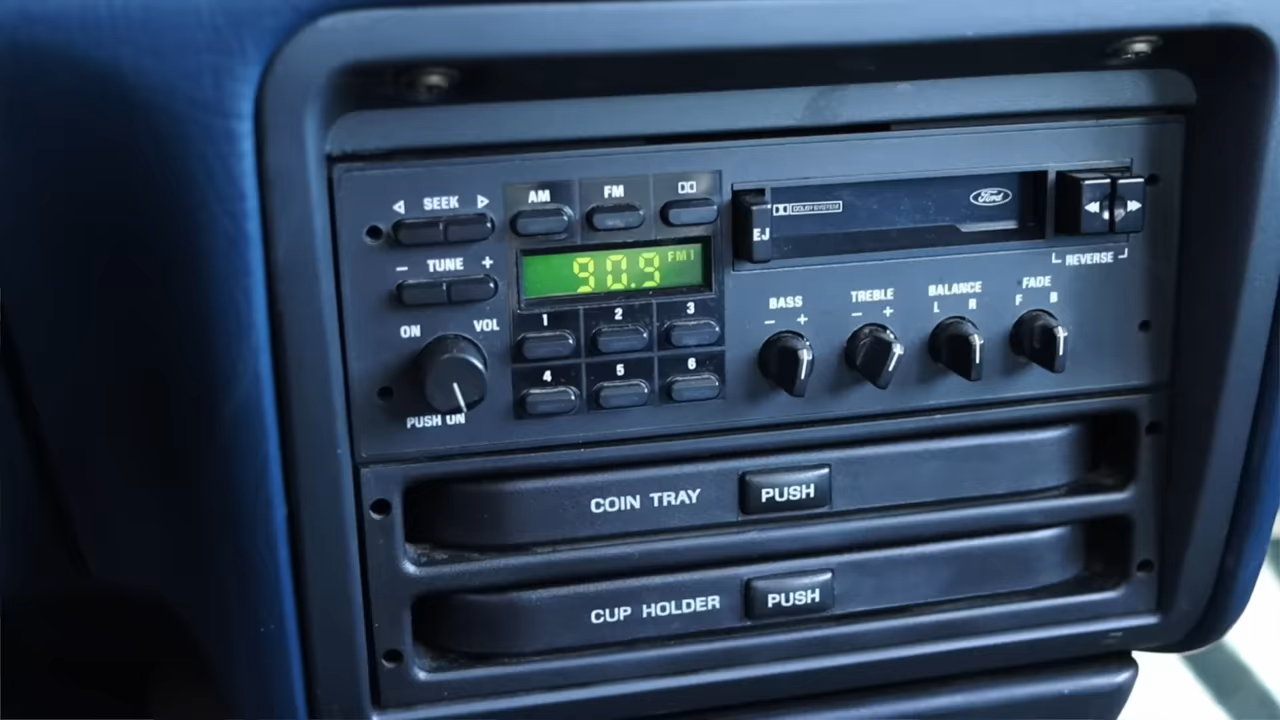 SEEK
AM
FM
EJ
DOLBY SYSTEM
Ford
REVERSE
− TUNE +
90.9 FM1
ON
VOL
PUSH ON
1
2
3
4
5
6
BASS
− +
TREBLE
− +
BALANCE
L R
FADE
F B
COIN TRAY PUSH
CUP HOLDER PUSH